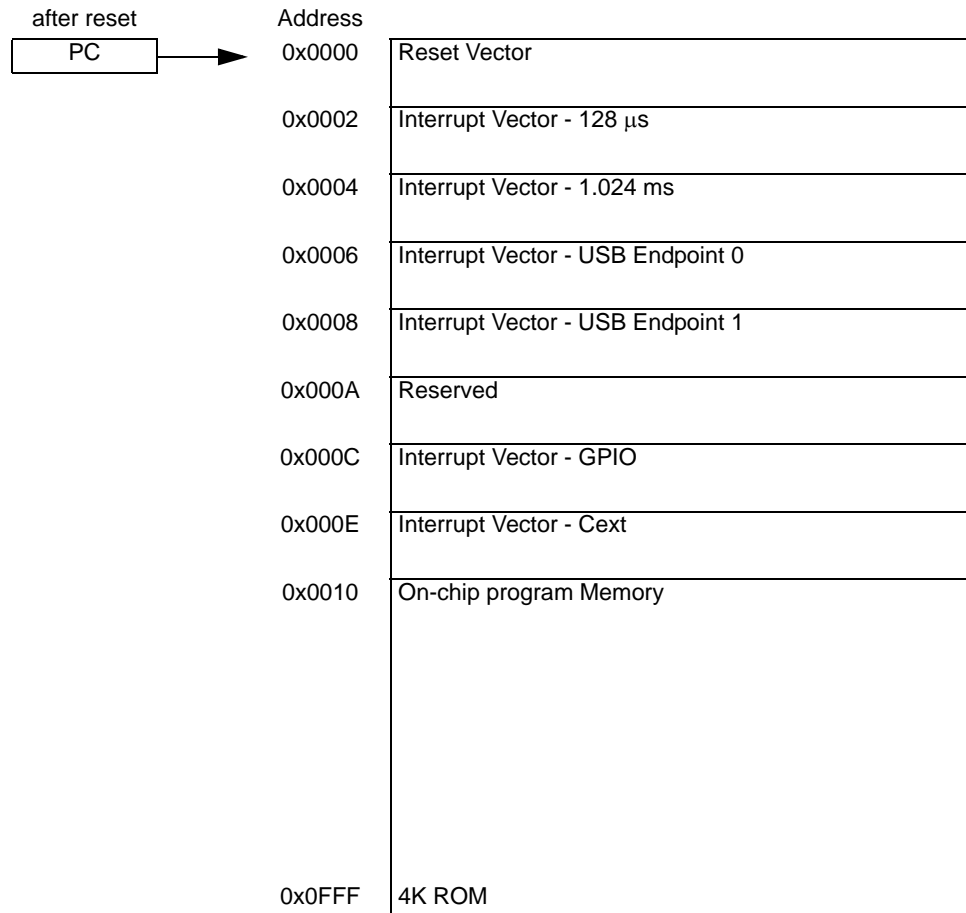 after reset Address
PC 0x0000 Reset Vector
0x0002 Interrupt Vector - 128 μs
0x0004 Interrupt Vector - 1.024 ms
0x0006 Interrupt Vector - USB Endpoint 0
0x0008 Interrupt Vector - USB Endpoint 1
0x000A Reserved
0x000C Interrupt Vector - GPIO
0x000E Interrupt Vector - Cext
0x0010 On-chip program Memory
0x0FFF 4K ROM